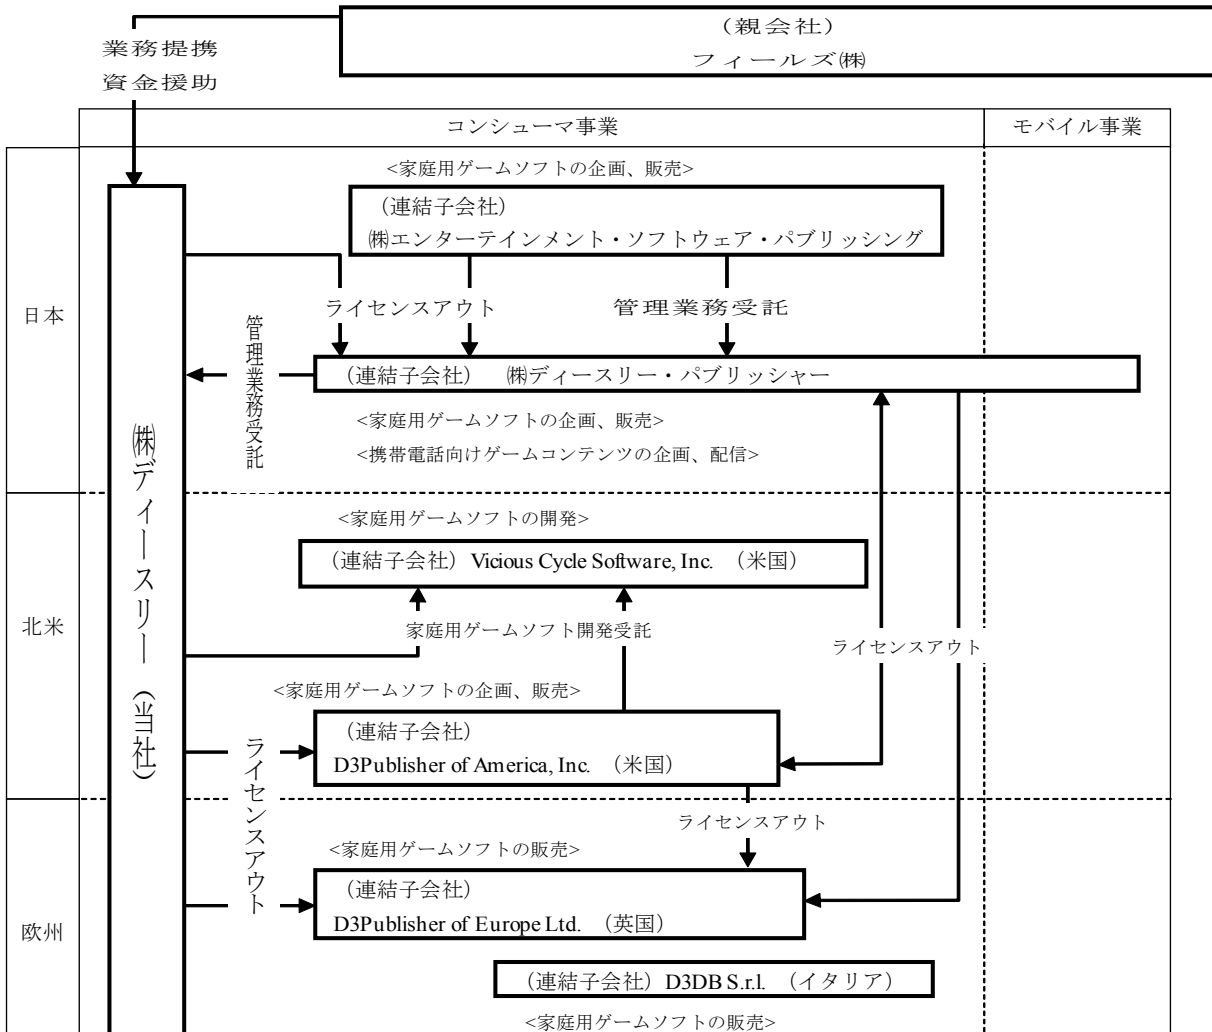 （親会社）
フィールズ㈱
業務提携
資金援助
コンシューマ事業
モバイル事業
日本
<家庭用ゲームソフトの企画、販売>
（連結子会社）
㈱エンターテインメント・ソフトウェア・パブリッシング
ライセンスアウト
管理業務受託
管理業務受託
（連結子会社）　㈱ディースリー・パブリッシャー
<家庭用ゲームソフトの企画、販売>
<携帯電話向けゲームコンテンツの企画、配信>
㈱ディースリー（当社）
北米
<家庭用ゲームソフトの開発>
（連結子会社）Vicious Cycle Software, Inc. （米国）
家庭用ゲームソフト開発受託
ライセンスアウト
<家庭用ゲームソフトの企画、販売>
（連結子会社）
D3Publisher of America, Inc. （米国）
ライセンスアウト
ライセンスアウト
欧州
<家庭用ゲームソフトの販売>
（連結子会社）
D3Publisher of Europe Ltd. （英国）
（連結子会社）D3DB S.r.l. （イタリア）
<家庭用ゲームソフトの販売>